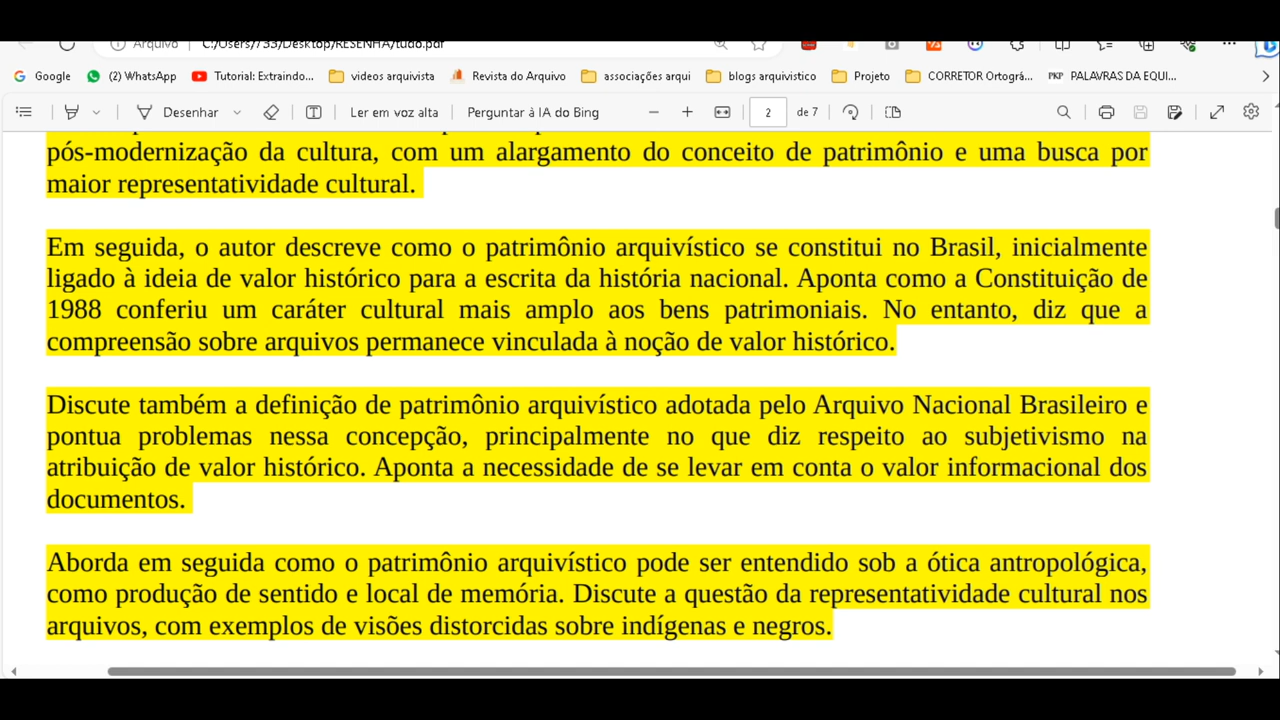 Arquivo C:/Users/733/Desktop/RESENHA/tudo.pdf
Google (2) WhatsApp Tutorial: Extraindo... videos arquivista Revista do Arquivo associações arqui blogs arquivistico Projeto CORRETOR Ortográ... PKP PALAVRAS DA EQUI...
Desenhar Ler em voz alta Perguntar à IA do Bing 2 de 7
pós-modernização da cultura, com um alargamento do conceito de patrimônio e uma busca por
maior representatividade cultural.
Em seguida, o autor descreve como o patrimônio arquivístico se constitui no Brasil, inicialmente
ligado à ideia de valor histórico para a escrita da história nacional. Aponta como a Constituição de
1988 conferiu um caráter cultural mais amplo aos bens patrimoniais. No entanto, diz que a
compreensão sobre arquivos permanece vinculada à noção de valor histórico.
Discute também a definição de patrimônio arquivístico adotada pelo Arquivo Nacional Brasileiro e
pontua problemas nessa concepção, principalmente no que diz respeito ao subjetivismo na
atribuição de valor histórico. Aponta a necessidade de se levar em conta o valor informacional dos
documentos.
Aborda em seguida como o patrimônio arquivístico pode ser entendido sob a ótica antropológica,
como produção de sentido e local de memória. Discute a questão da representatividade cultural nos
arquivos, com exemplos de visões distorcidas sobre indígenas e negros.